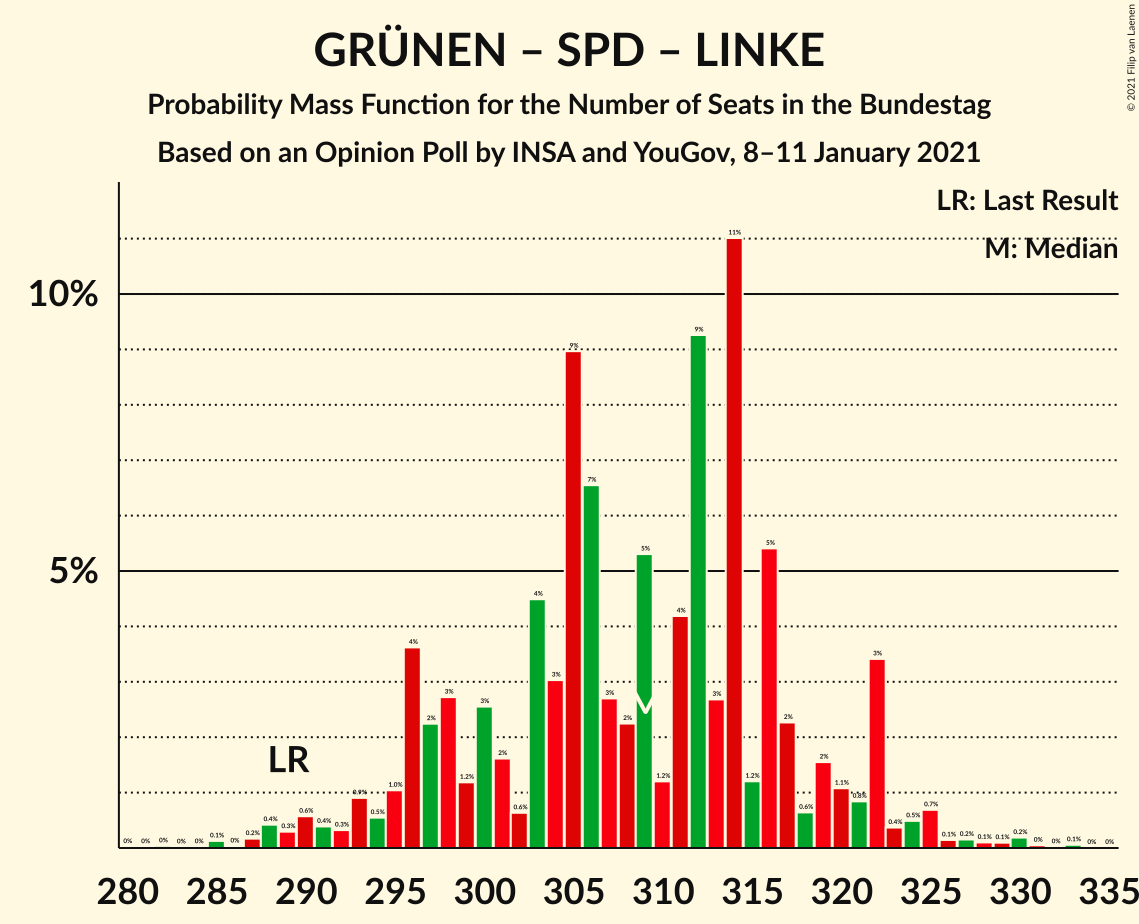 GRÜNEN – SPD – LINKE
Probability Mass Function for the Number of Seats in the Bundestag
Based on an Opinion Poll by INSA and YouGov, 8–11 January 2021
© 2021 Filip van Laenen
LR: Last Result
M: Median
10%
5%
LR
0% 0% 0% 0% 0% 0.1% 0% 0.2% 0.4% 0.3% 0.6% 0.4% 0.3% 0.9% 0.5% 1.0% 4% 2% 3% 1.2% 3% 2% 0.6% 4% 3% 9% 7% 3% 2% 5% 1.2% 4% 9% 3% 11% 1.2% 5% 2% 0.6% 2% 1.1% 0.8% 3% 0.4% 0.5% 0.7% 0.1% 0.2% 0.1% 0.1% 0.2% 0% 0% 0.1% 0% 0%
280 285 290 295 300 305 310 315 320 325 330 335